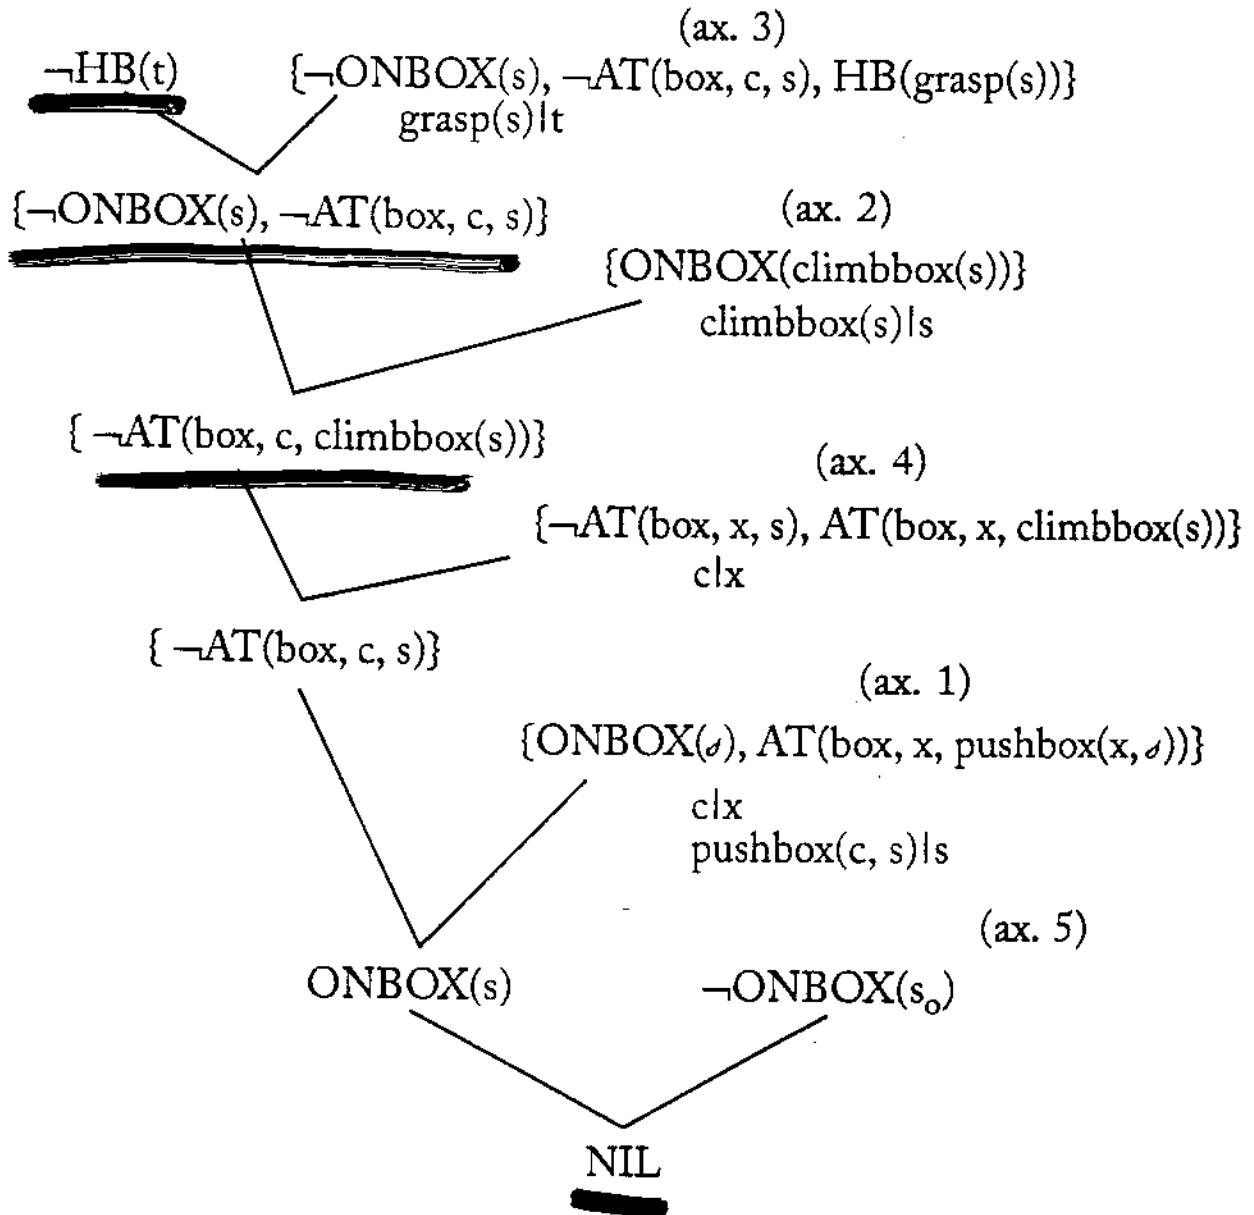 (ax. 3)
¬HB(t) {¬ONBOX(s), ¬AT(box, c, s), HB(grasp(s))}
grasp(s)|t
{¬ONBOX(s), ¬AT(box, c, s)} (ax. 2)
{ONBOX(climbbox(s))}
climbbox(s)|s
{ ¬AT(box, c, climbbox(s))}
(ax. 4)
{¬AT(box, x, s), AT(box, x, climbbox(s))}
c|x
{ ¬AT(box, c, s)}
(ax. 1)
{ONBOX(s), AT(box, x, pushbox(x, s))}
c|x
pushbox(c, s)|s
(ax. 5)
ONBOX(s) ¬ONBOX(s₀)
NIL